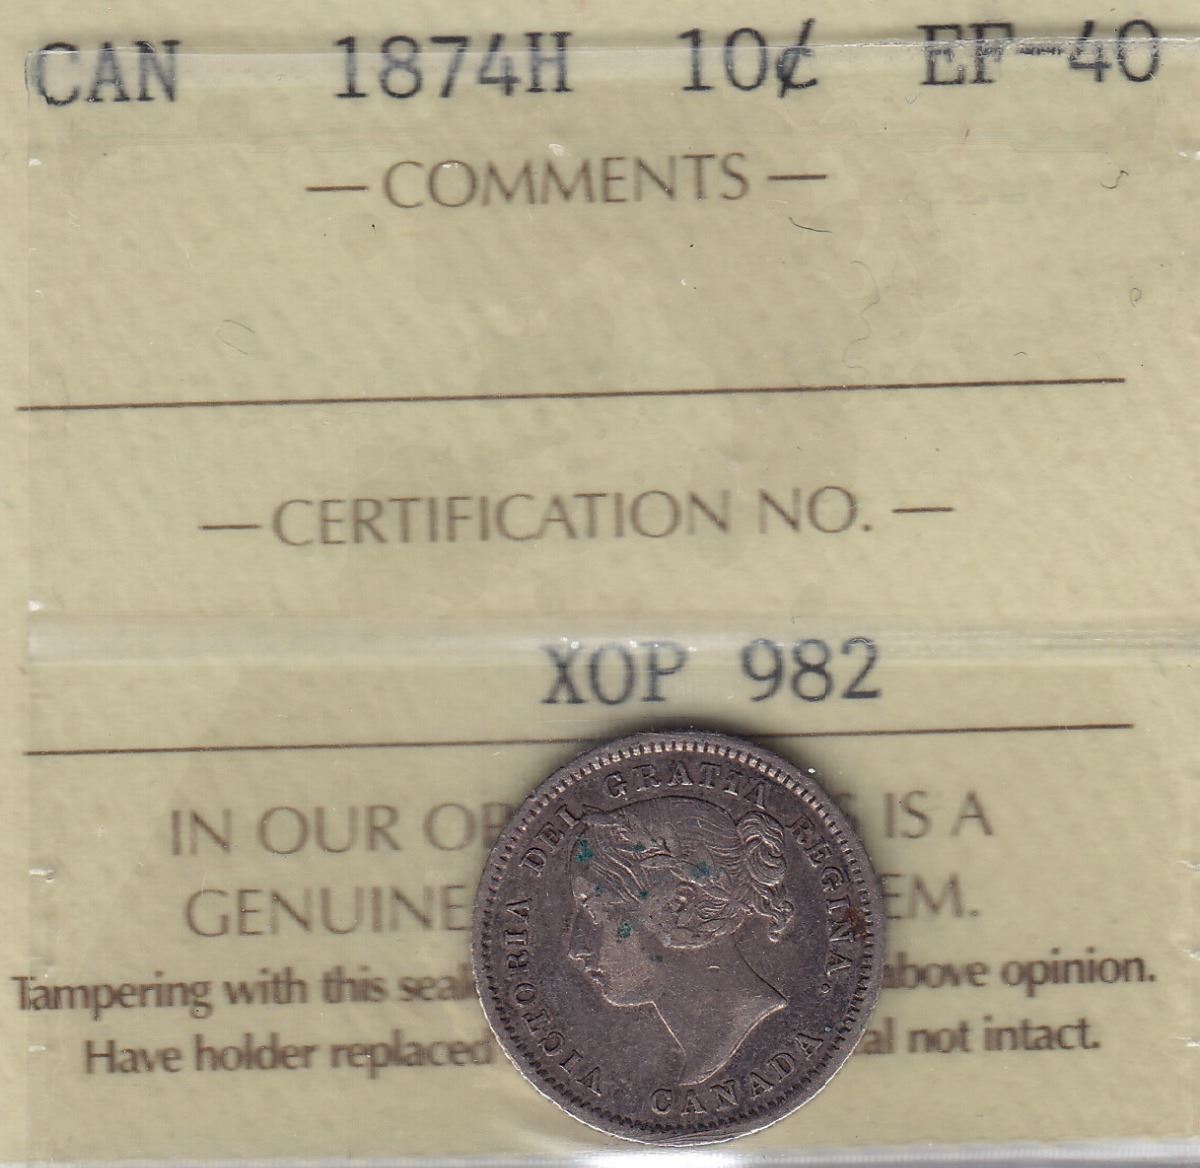 CAN 1874H 10¢ EF-40
— COMMENTS —
— CERTIFICATION NO. —
XOP 982
IN OUR OP S IS A
GENUINE EM.
Tampering with this seal above opinion.
Have holder replaced al not intact.
VICTORIA DEI GRATIA REGINA.
CANADA